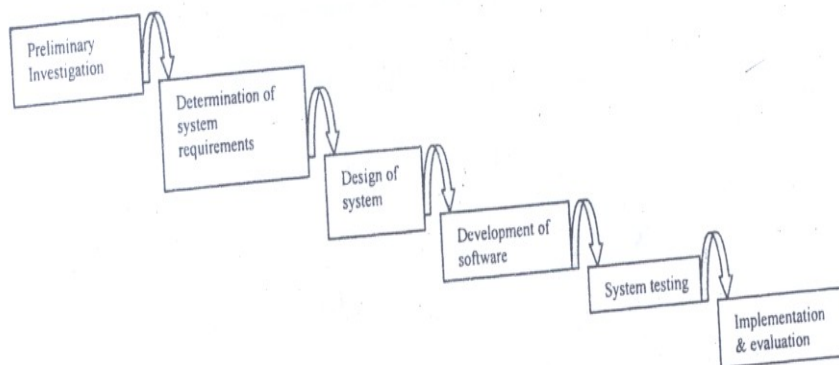 Preliminary
Investigation
Determination of
system
requirements
Design of
system
Development of
software
System testing
Implementation
& evaluation